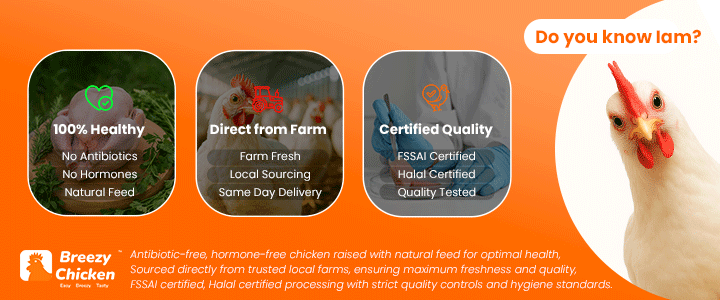 Do you know Iam?
100% Healthy
No Antibiotics
No Hormones
Natural Feed
Direct from Farm
Farm Fresh
Local Sourcing
Same Day Delivery
Certified Quality
FSSAI Certified
Halal Certified
Quality Tested
Breezy
Chicken
Easy Breezy Tasty
Antibiotic-free, hormone-free chicken raised with natural feed for optimal health,
Sourced directly from trusted local farms, ensuring maximum freshness and quality,
FSSAI certified, Halal certified processing with strict quality controls and hygiene standards.